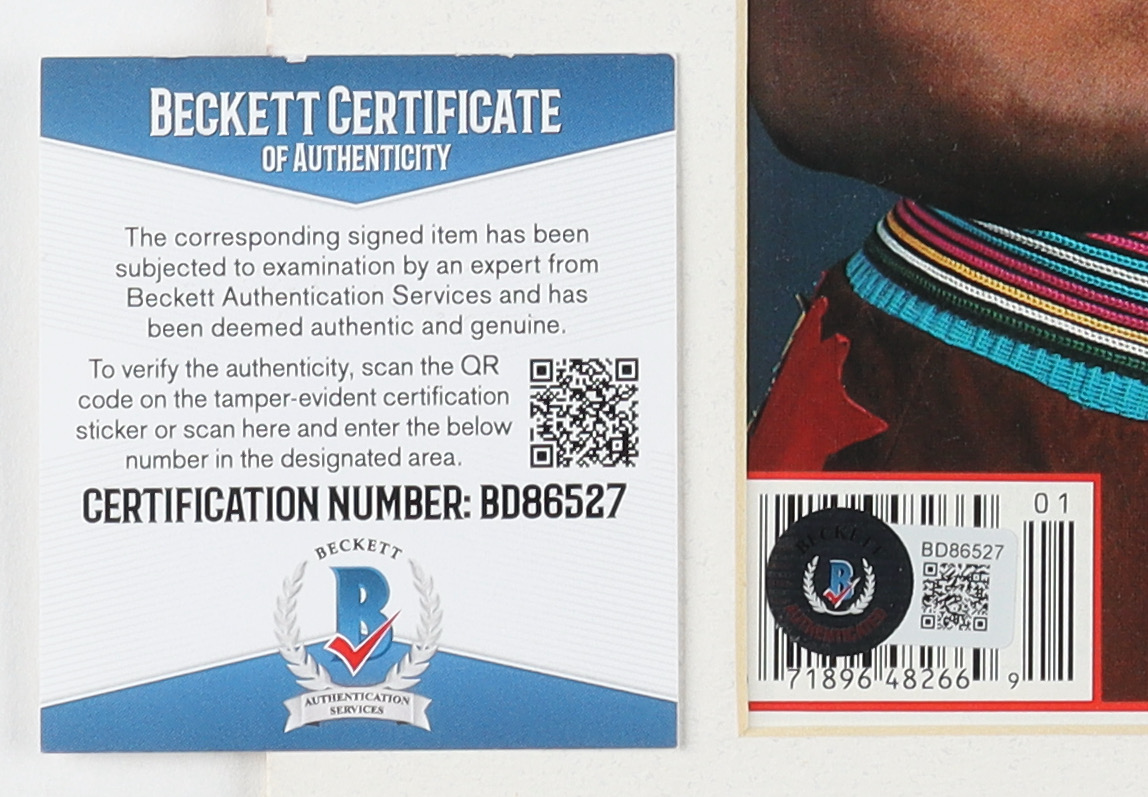 BECKETT CERTIFICATE
OF AUTHENTICITY
The corresponding signed item has been
subjected to examination by an expert from
Beckett Authentication Services and has
been deemed authentic and genuine.
To verify the authenticity, scan the QR
code on the tamper-evident certification
sticker or scan here and enter the below
number in the designated area.
CERTIFICATION NUMBER: BD86527
BECKETT
B
AUTHENTICATION
SERVICES
01
BECKETT
B
AUTHENTICATED
BD86527
71896 48266 9